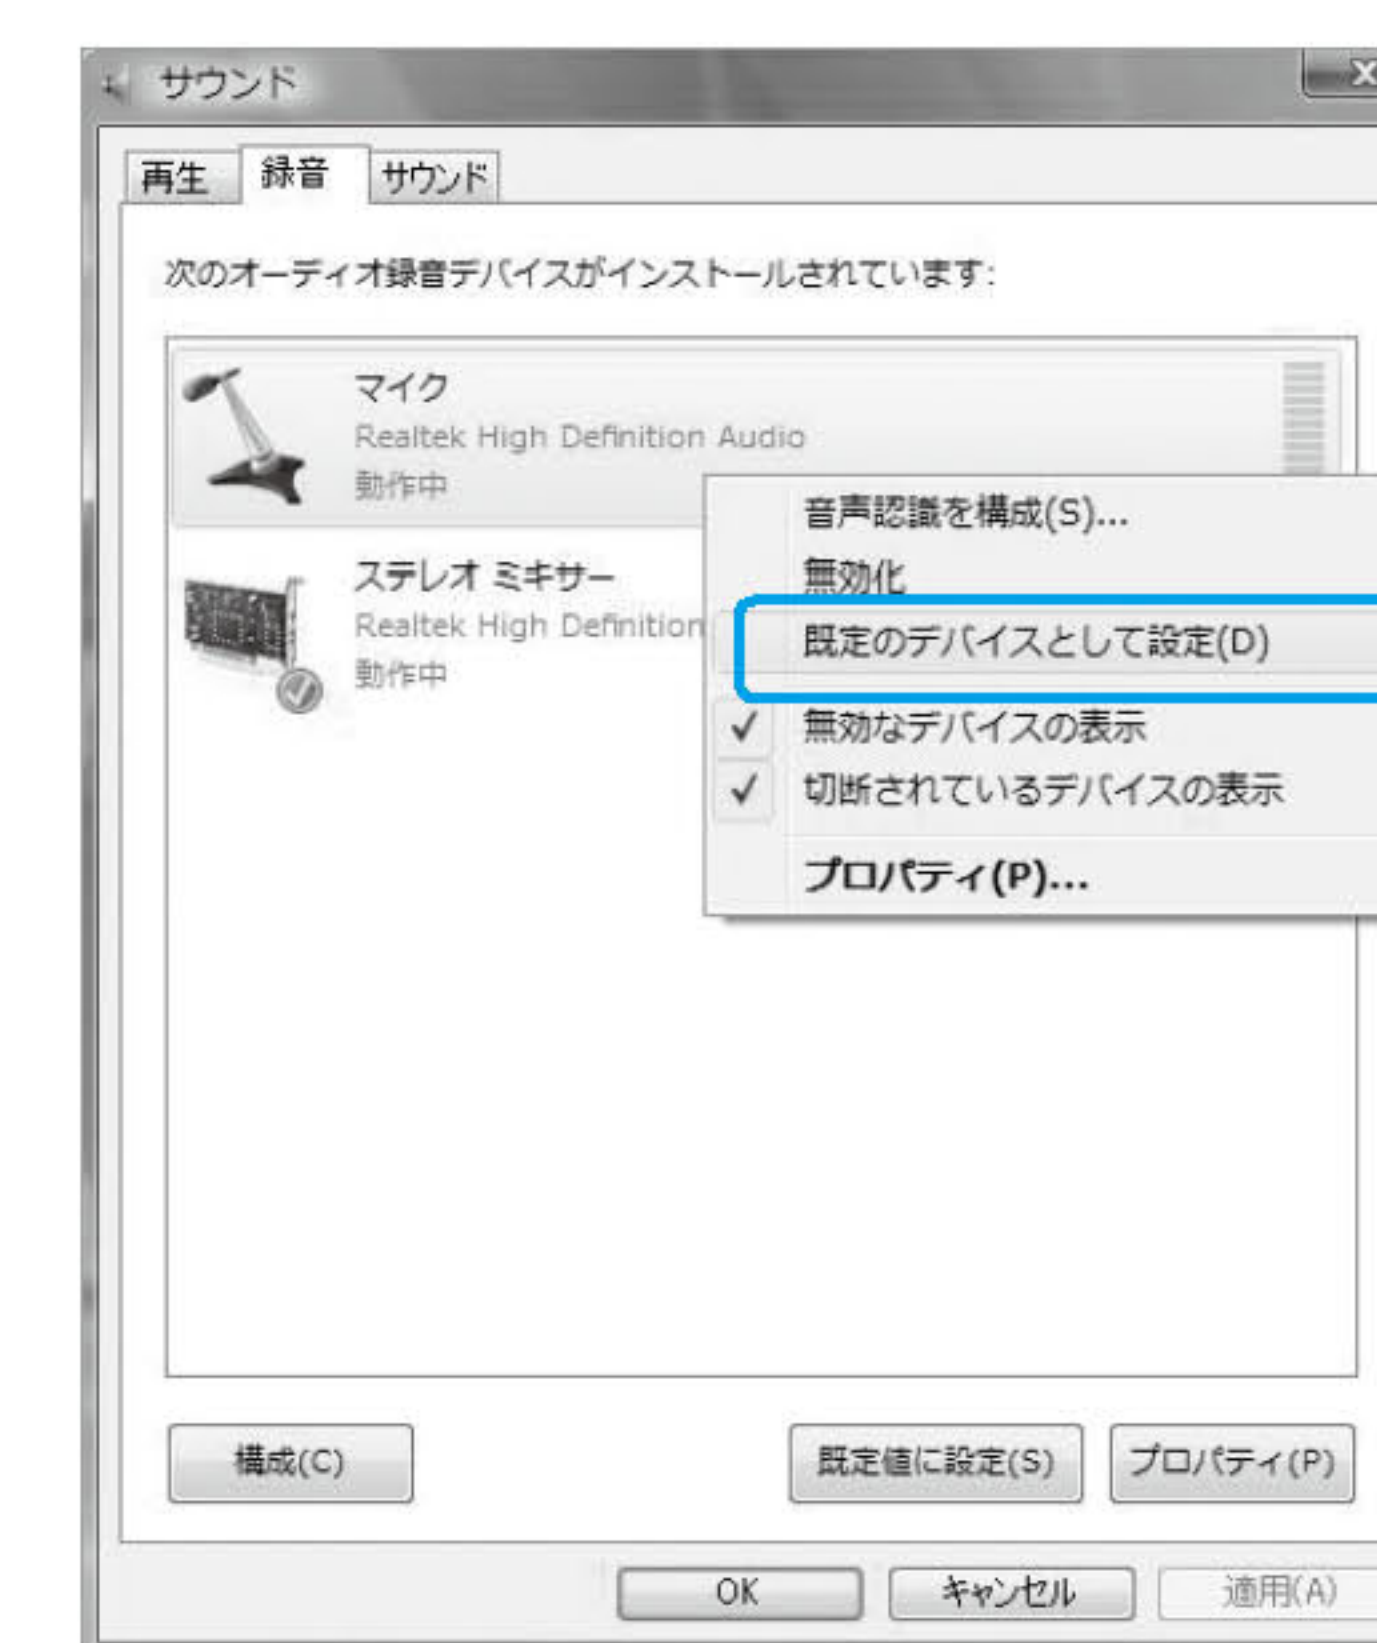 サウンド
X
再生 録音 サウンド
次のオーディオ録音デバイスがインストールされています:
マイク
Realtek High Definition Audio
動作中
ステレオ ミキサー
Realtek High Definition
動作中
音声認識を構成(S)...
無効化
既定のデバイスとして設定(D)
無効なデバイスの表示
切断されているデバイスの表示
プロパティ(P)...
構成(C) 既定値に設定(S) プロパティ(P)
OK キャンセル 適用(A)